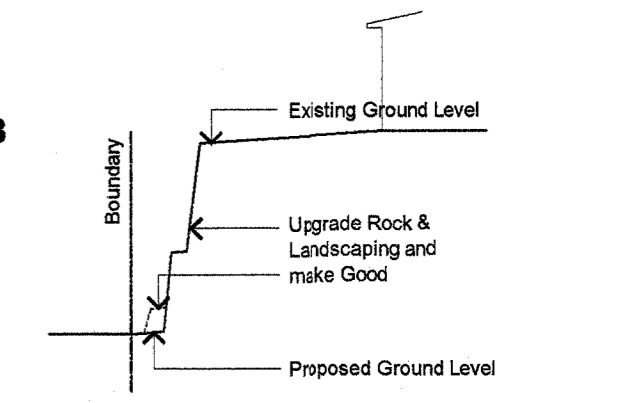 Existing Ground Level
Boundary
Upgrade Rock &
Landscaping and
make Good
Proposed Ground Level